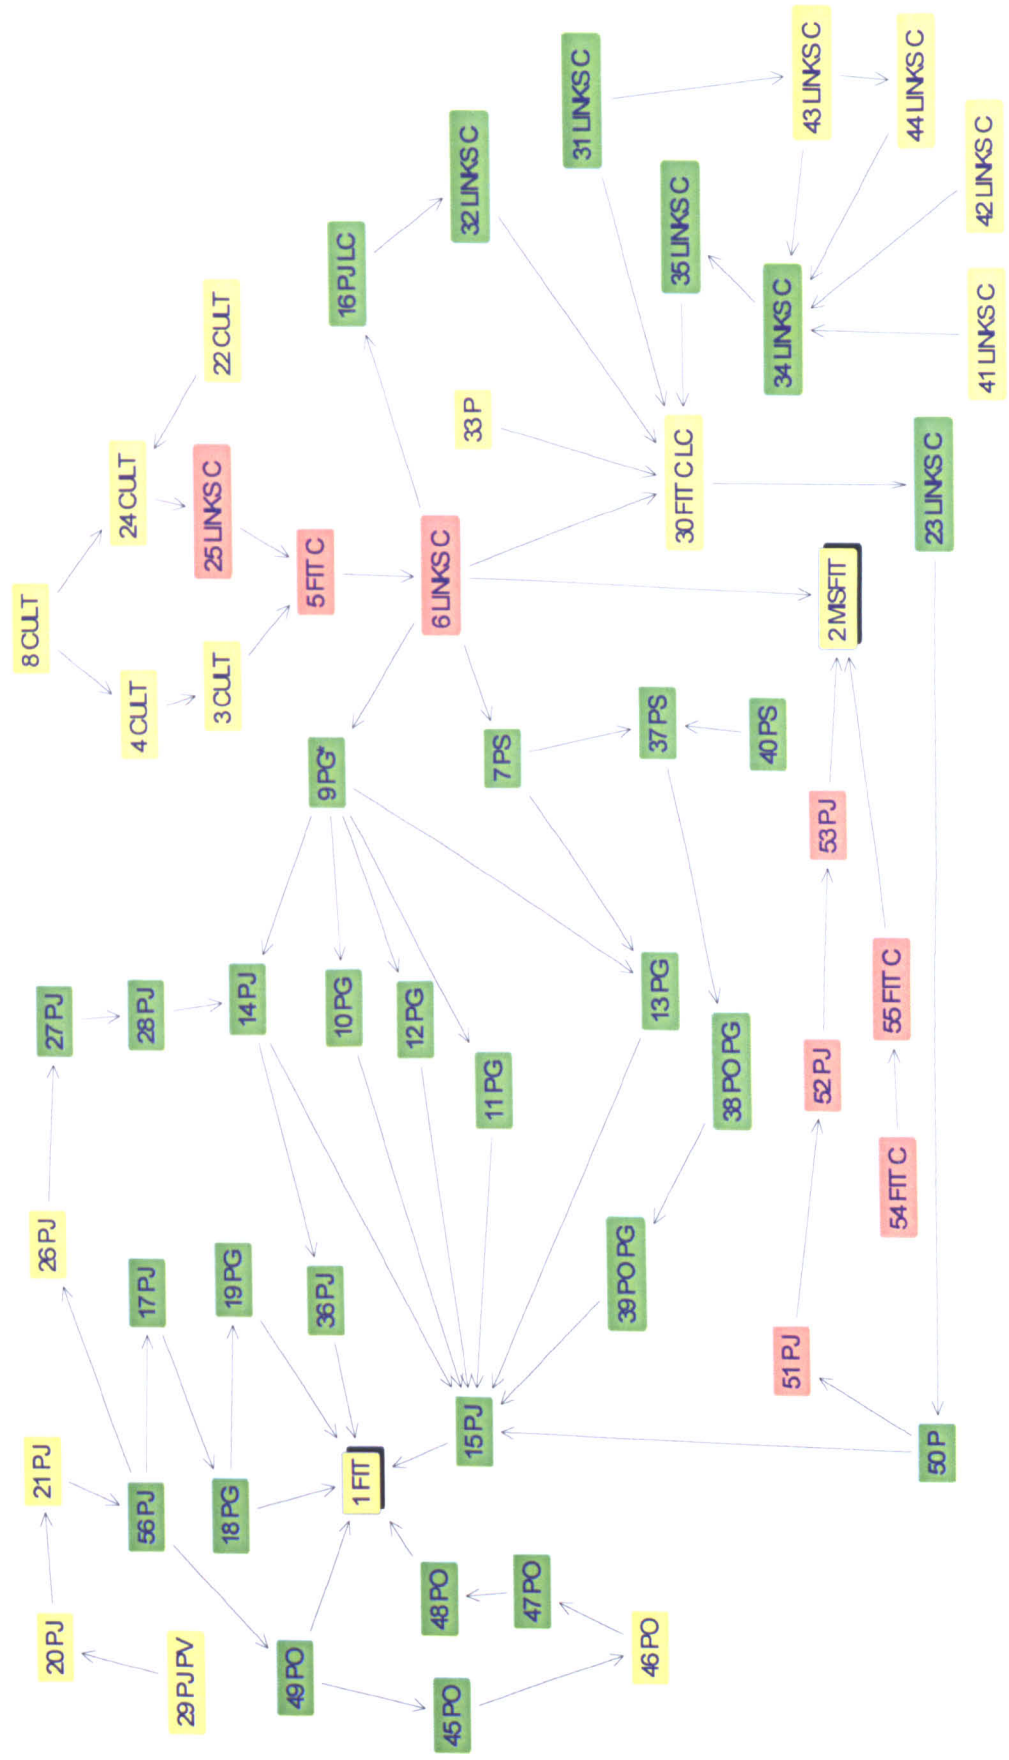 20 PJ
21 PJ
26 PJ
27 PJ
8 CULT
56 PJ
17 PJ
28 PJ
4 CULT
24 CULT
29 PJ PV
18 PG
19 PG
14 PJ
3 CULT
25 LINKS C
22 CULT
49 PO
36 PJ
10 PG
9 PG*
5 FIT C
16 PJ LC
1 FIT
45 PO
48 PO
15 PJ
12 PG
6 LINKS C
33 P
32 LINKS C
47 PO
11 PG
7 PS
31 LINKS C
46 PO
39 PO PG
13 PG
37 PS
30 FIT C LC
35 LINKS C
38 PO PG
40 PS
34 LINKS C
51 PJ
52 PJ
53 PJ
2 MSFIT
43 LINKS C
54 FIT C
55 FIT C
44 LINKS C
50 P
23 LINKS C
41 LINKS C
42 LINKS C